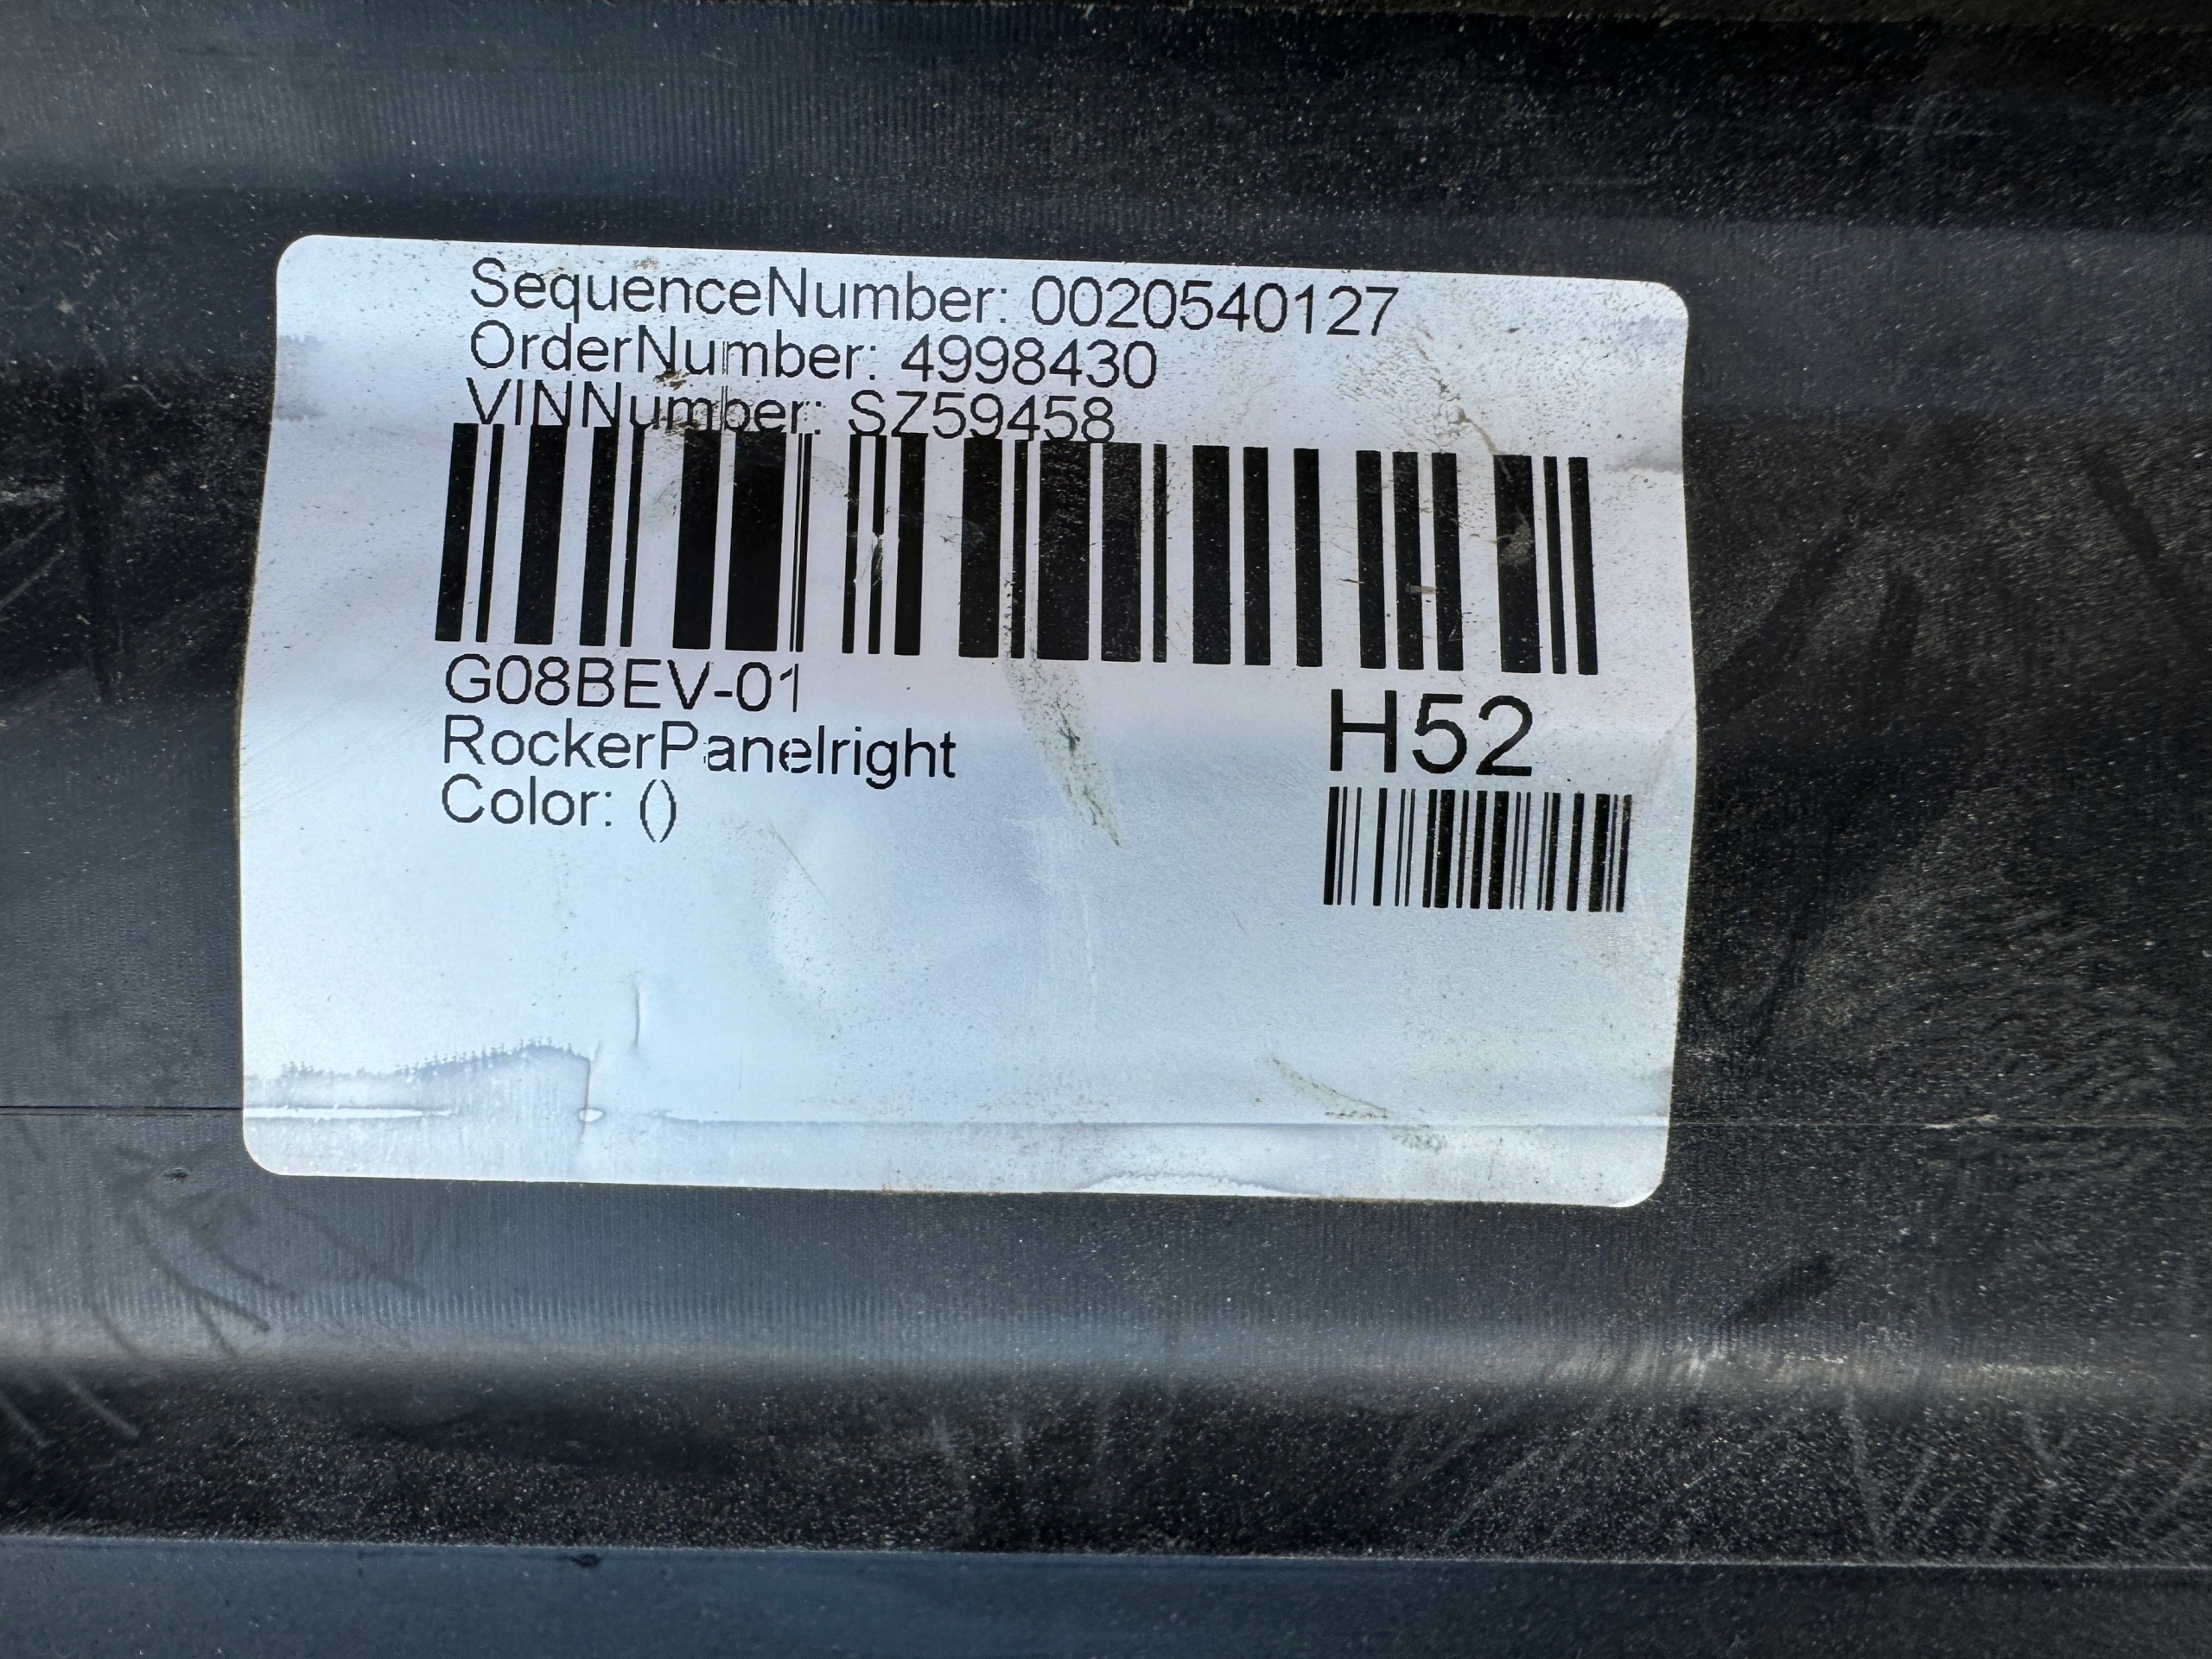 SequenceNumber: 0020540127
OrderNumber: 4998430
VINNumber: SZ59458
G08BEV-01
RockerPanelright
Color: ()
H52